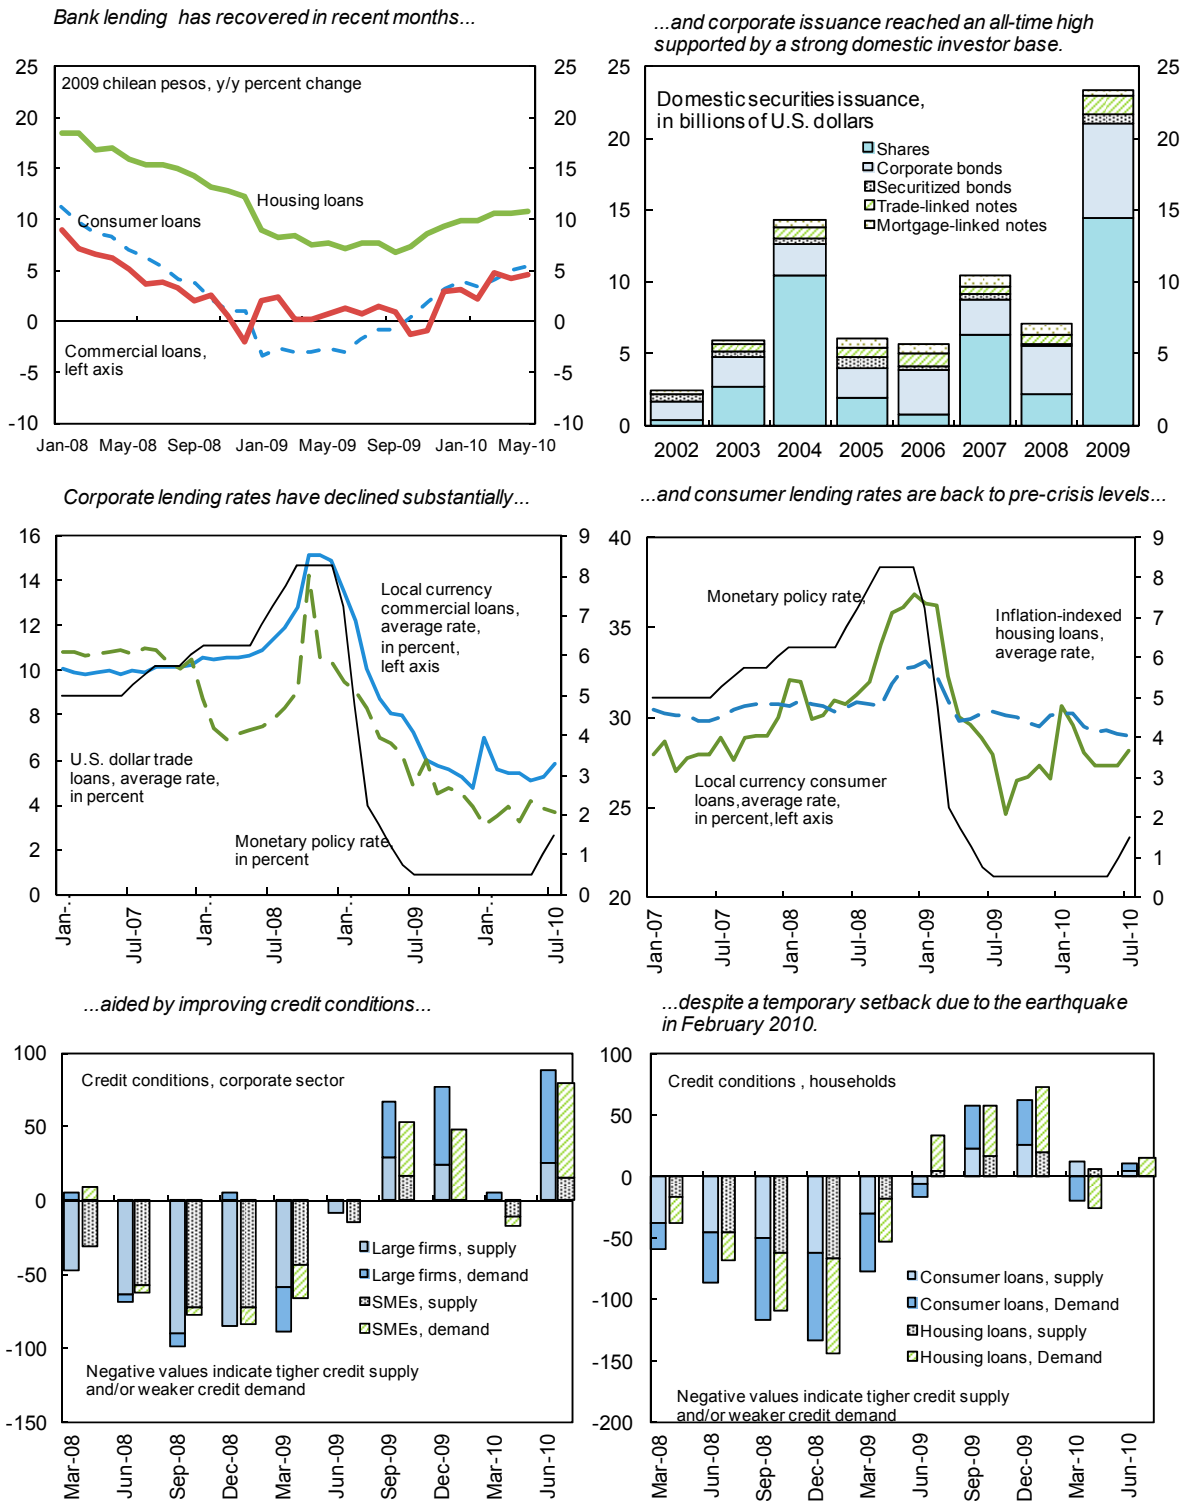 Bank lending has recovered in recent months...
25
20
15
10
5
0
-5
-10
2009 chilean pesos, y/y percent change
Housing loans
Consumer loans
Commercial loans,
left axis
25
20
15
10
5
0
-5
-10
Jan-08 May-08 Sep-08 Jan-09 May-09 Sep-09 Jan-10 May-10
...and corporate issuance reached an all-time high
supported by a strong domestic investor base.
25
20
15
10
5
0
Domestic securities issuance,
in billions of U.S. dollars
Shares
Corporate bonds
Securitized bonds
Trade-linked notes
Mortgage-linked notes
25
20
15
10
5
0
2002 2003 2004 2005 2006 2007 2008 2009
Corporate lending rates have declined substantially...
16
14
12
10
8
6
4
2
0
Local currency
commercial loans,
average rate,
in percent,
left axis
U.S. dollar trade
loans, average rate,
in percent
Monetary policy rate,
in percent
9
8
7
6
5
4
3
2
1
0
Jan-. Jul-07 Jan-. Jul-08 Jan-. Jul-09 Jan-. Jul-10
...and consumer lending rates are back to pre-crisis levels...
40
35
30
25
20
Monetary policy rate,
Inflation-indexed
housing loans,
average rate,
Local currency consumer
loans, average rate,
in percent, left axis
9
8
7
6
5
4
3
2
1
0
Jan-07 Jul-07 Jan-08 Jul-08 Jan-09 Jul-09 Jan-10 Jul-10
...aided by improving credit conditions...
100
50
0
-50
-100
-150
Credit conditions, corporate sector
Large firms, supply
Large firms, demand
SMEs, supply
SMEs, demand
Negative values indicate tigher credit supply
and/or weaker credit demand
Mar-08 Jun-08 Sep-08 Dec-08 Mar-09 Jun-09 Sep-09 Dec-09 Mar-10 Jun-10
...despite a temporary setback due to the earthquake
in February 2010.
100
50
0
-50
-100
-150
-200
Credit conditions , households
Consumer loans, supply
Consumer loans, Demand
Housing loans, supply
Housing loans, Demand
Negative values indicate tigher credit supply
and/or weaker credit demand
Mar-08 Jun-08 Sep-08 Dec-08 Mar-09 Jun-09 Sep-09 Dec-09 Mar-10 Jun-10